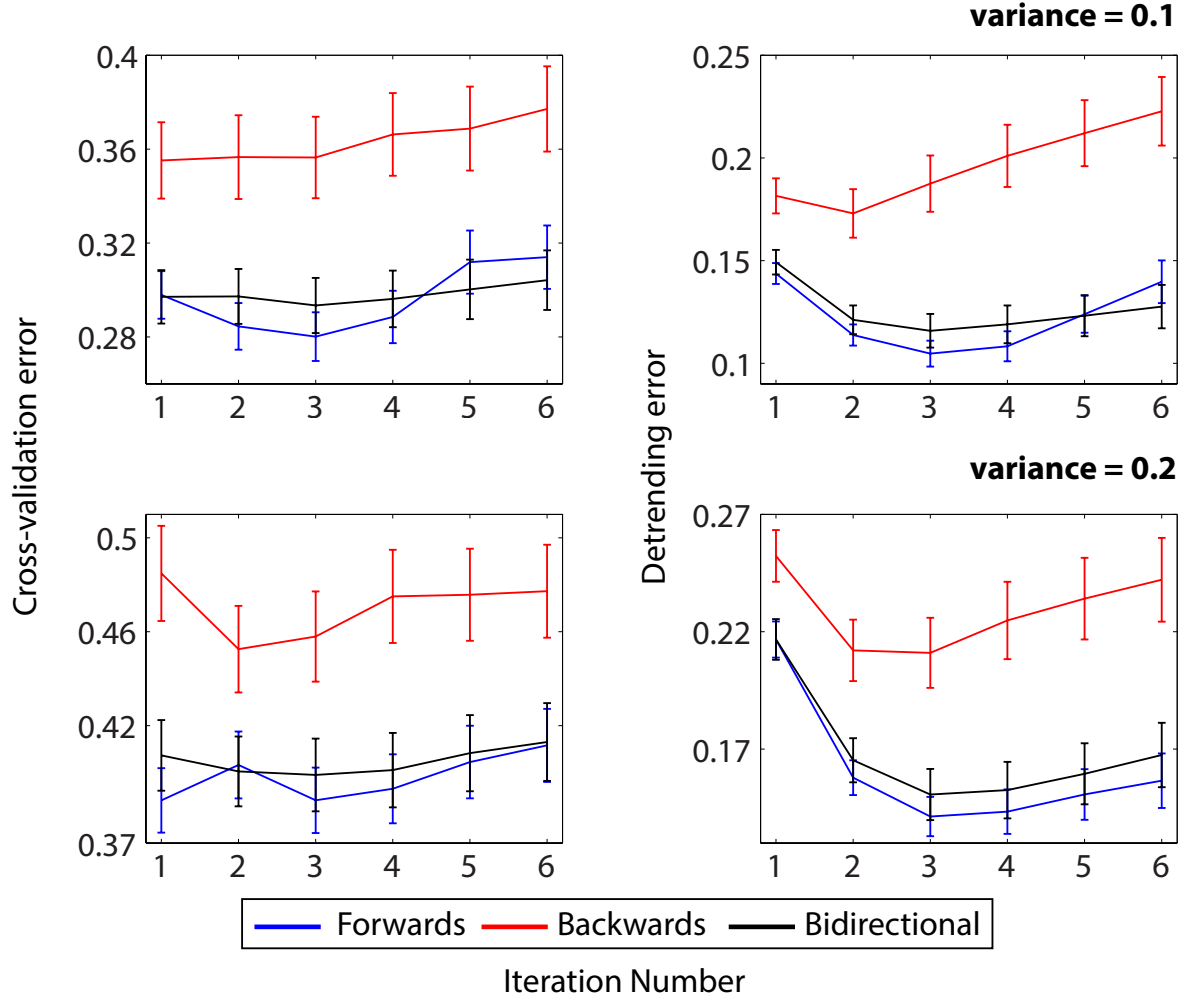 variance = 0.1
Cross-validation error
0.4
0.36
0.32
0.28
1 2 3 4 5 6
Detrending error
0.25
0.2
0.15
0.1
1 2 3 4 5 6
variance = 0.2
0.5
0.46
0.42
0.37
1 2 3 4 5 6
0.27
0.22
0.17
1 2 3 4 5 6
Forwards Backwards Bidirectional
Iteration Number